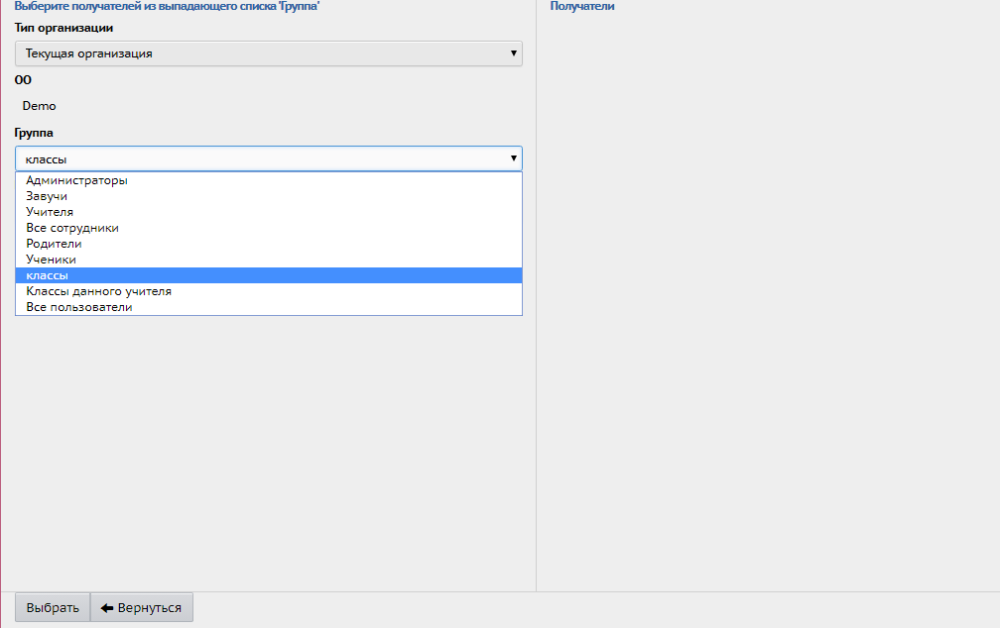 Выберите получателей из выпадающего списка 'Группа'
Получатели
Тип организации
Текущая организация
ОО
Demo
Группа
классы
Администраторы
Завучи
Учителя
Все сотрудники
Родители
Ученики
классы
Классы данного учителя
Все пользователи
Выбрать
Вернуться